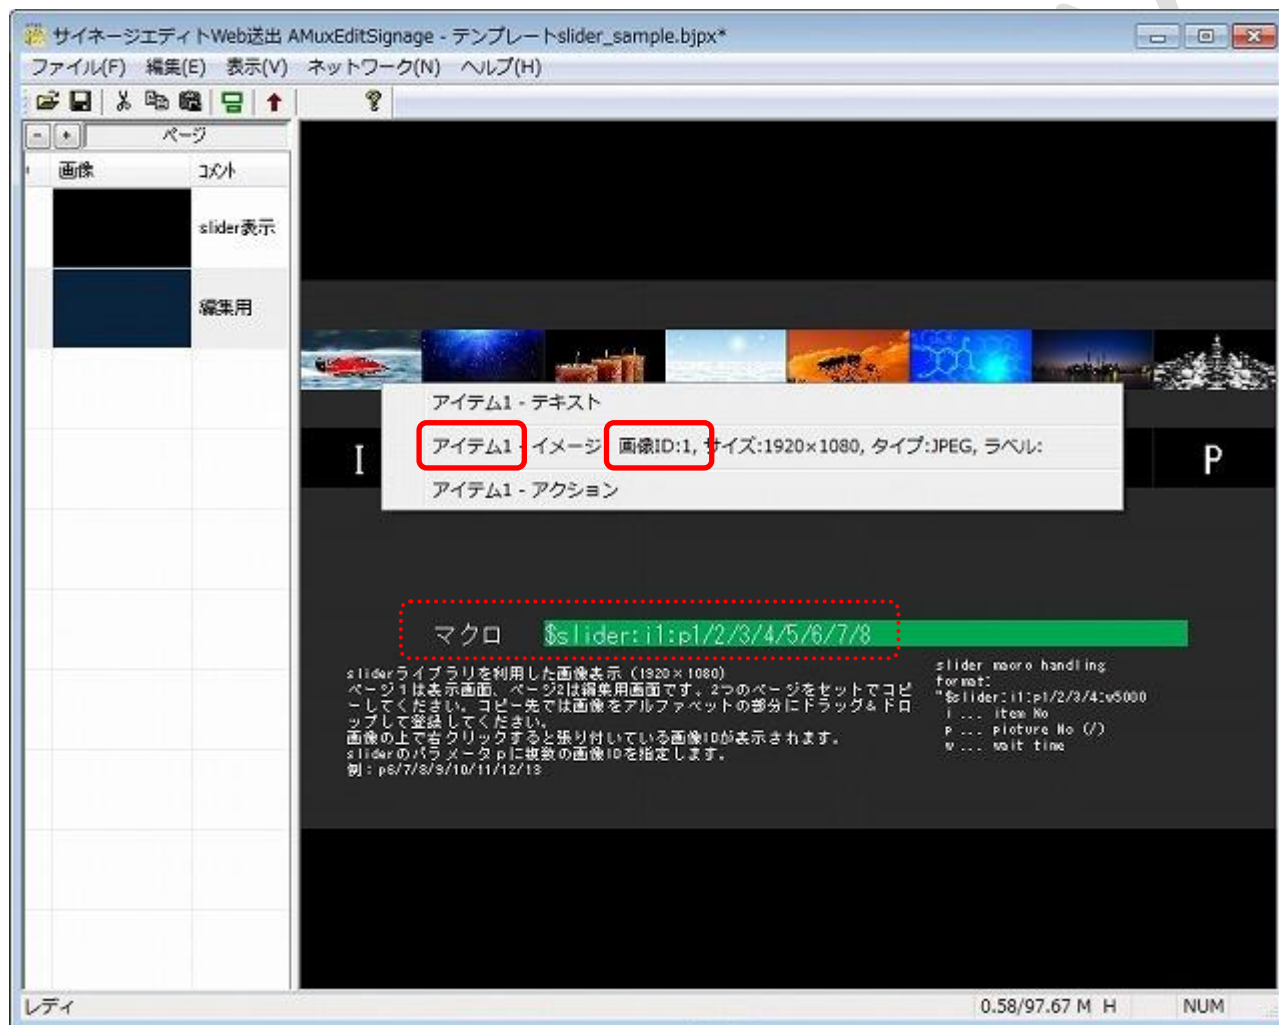 サイネージエディトWeb送出 AMuxEditSignage - テンプレートslider_sample.bjpx*
ファイル(F) 編集(E) 表示(V) ネットワーク(N) ヘルプ(H)
- + ページ
画像 コメント
slider表示
編集用
アイテム1 - テキスト
アイテム1 - イメージ 画像ID:1, サイズ:1920×1080, タイプ:JPEG, ラベル:
アイテム1 - アクション
I P
マクロ $slider:i1:p1/2/3/4/5/6/7/8
sliderライブラリを利用した画像表示（1920×1080）
ページ1は表示画面、ページ2は編集用画面です。2つのページをセットでコピ
ーしてください。コピー先では画像をアルファベットの部分にドラッグ&ドロ
ップして登録してください。
画像の上で右クリックすると張り付いている画像IDが表示されます。
sliderのパラメータpに複数の画像IDを指定します。
例：p6/7/8/9/10/11/12/13
slider macro handling
format:
"$slider:i1:p1/2/3/4:w5000
i ... item No
p ... picture No (/)
w ... wait time
レディ 0.58/97.67 M H NUM